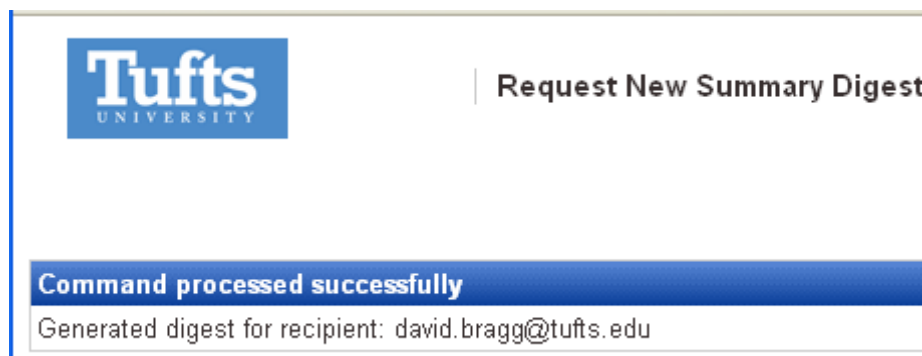 Tufts
UNIVERSITY
Request New Summary Digest
Command processed successfully
Generated digest for recipient: david.bragg@tufts.edu